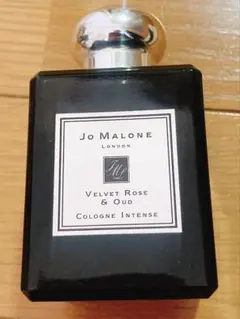 JO MALONE
LONDON
VELVET ROSE
& OUD
COLOGNE INTENSE